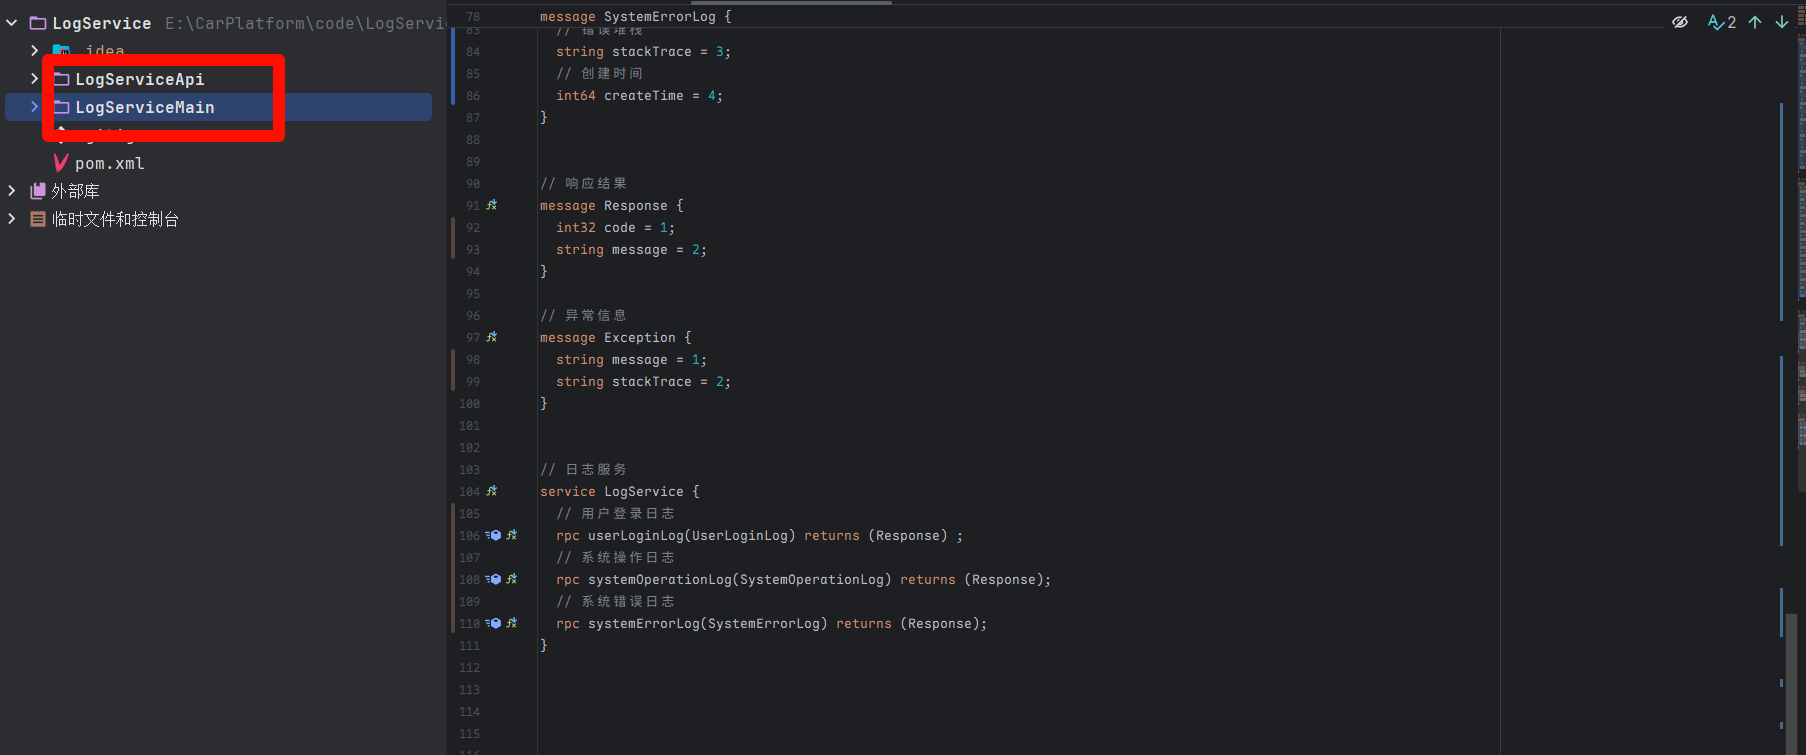 LogService E:\CarPlatform\code\LogServi
.idea
LogServiceApi
LogServiceMain
pom.xml
外部库
临时文件和控制台
2
78 message SystemErrorLog {
83 // 错误堆栈
84 string stackTrace = 3;
85 // 创建时间
86 int64 createTime = 4;
87 }
88
89
90 // 响应结果
91 message Response {
92 int32 code = 1;
93 string message = 2;
94 }
95
96 // 异常信息
97 message Exception {
98 string message = 1;
99 string stackTrace = 2;
100 }
101
102
103 // 日志服务
104 service LogService {
105 // 用户登录日志
106 rpc userLoginLog(UserLoginLog) returns (Response) ;
107 // 系统操作日志
108 rpc systemOperationLog(SystemOperationLog) returns (Response);
109 // 系统错误日志
110 rpc systemErrorLog(SystemErrorLog) returns (Response);
111 }
112
113
114
115